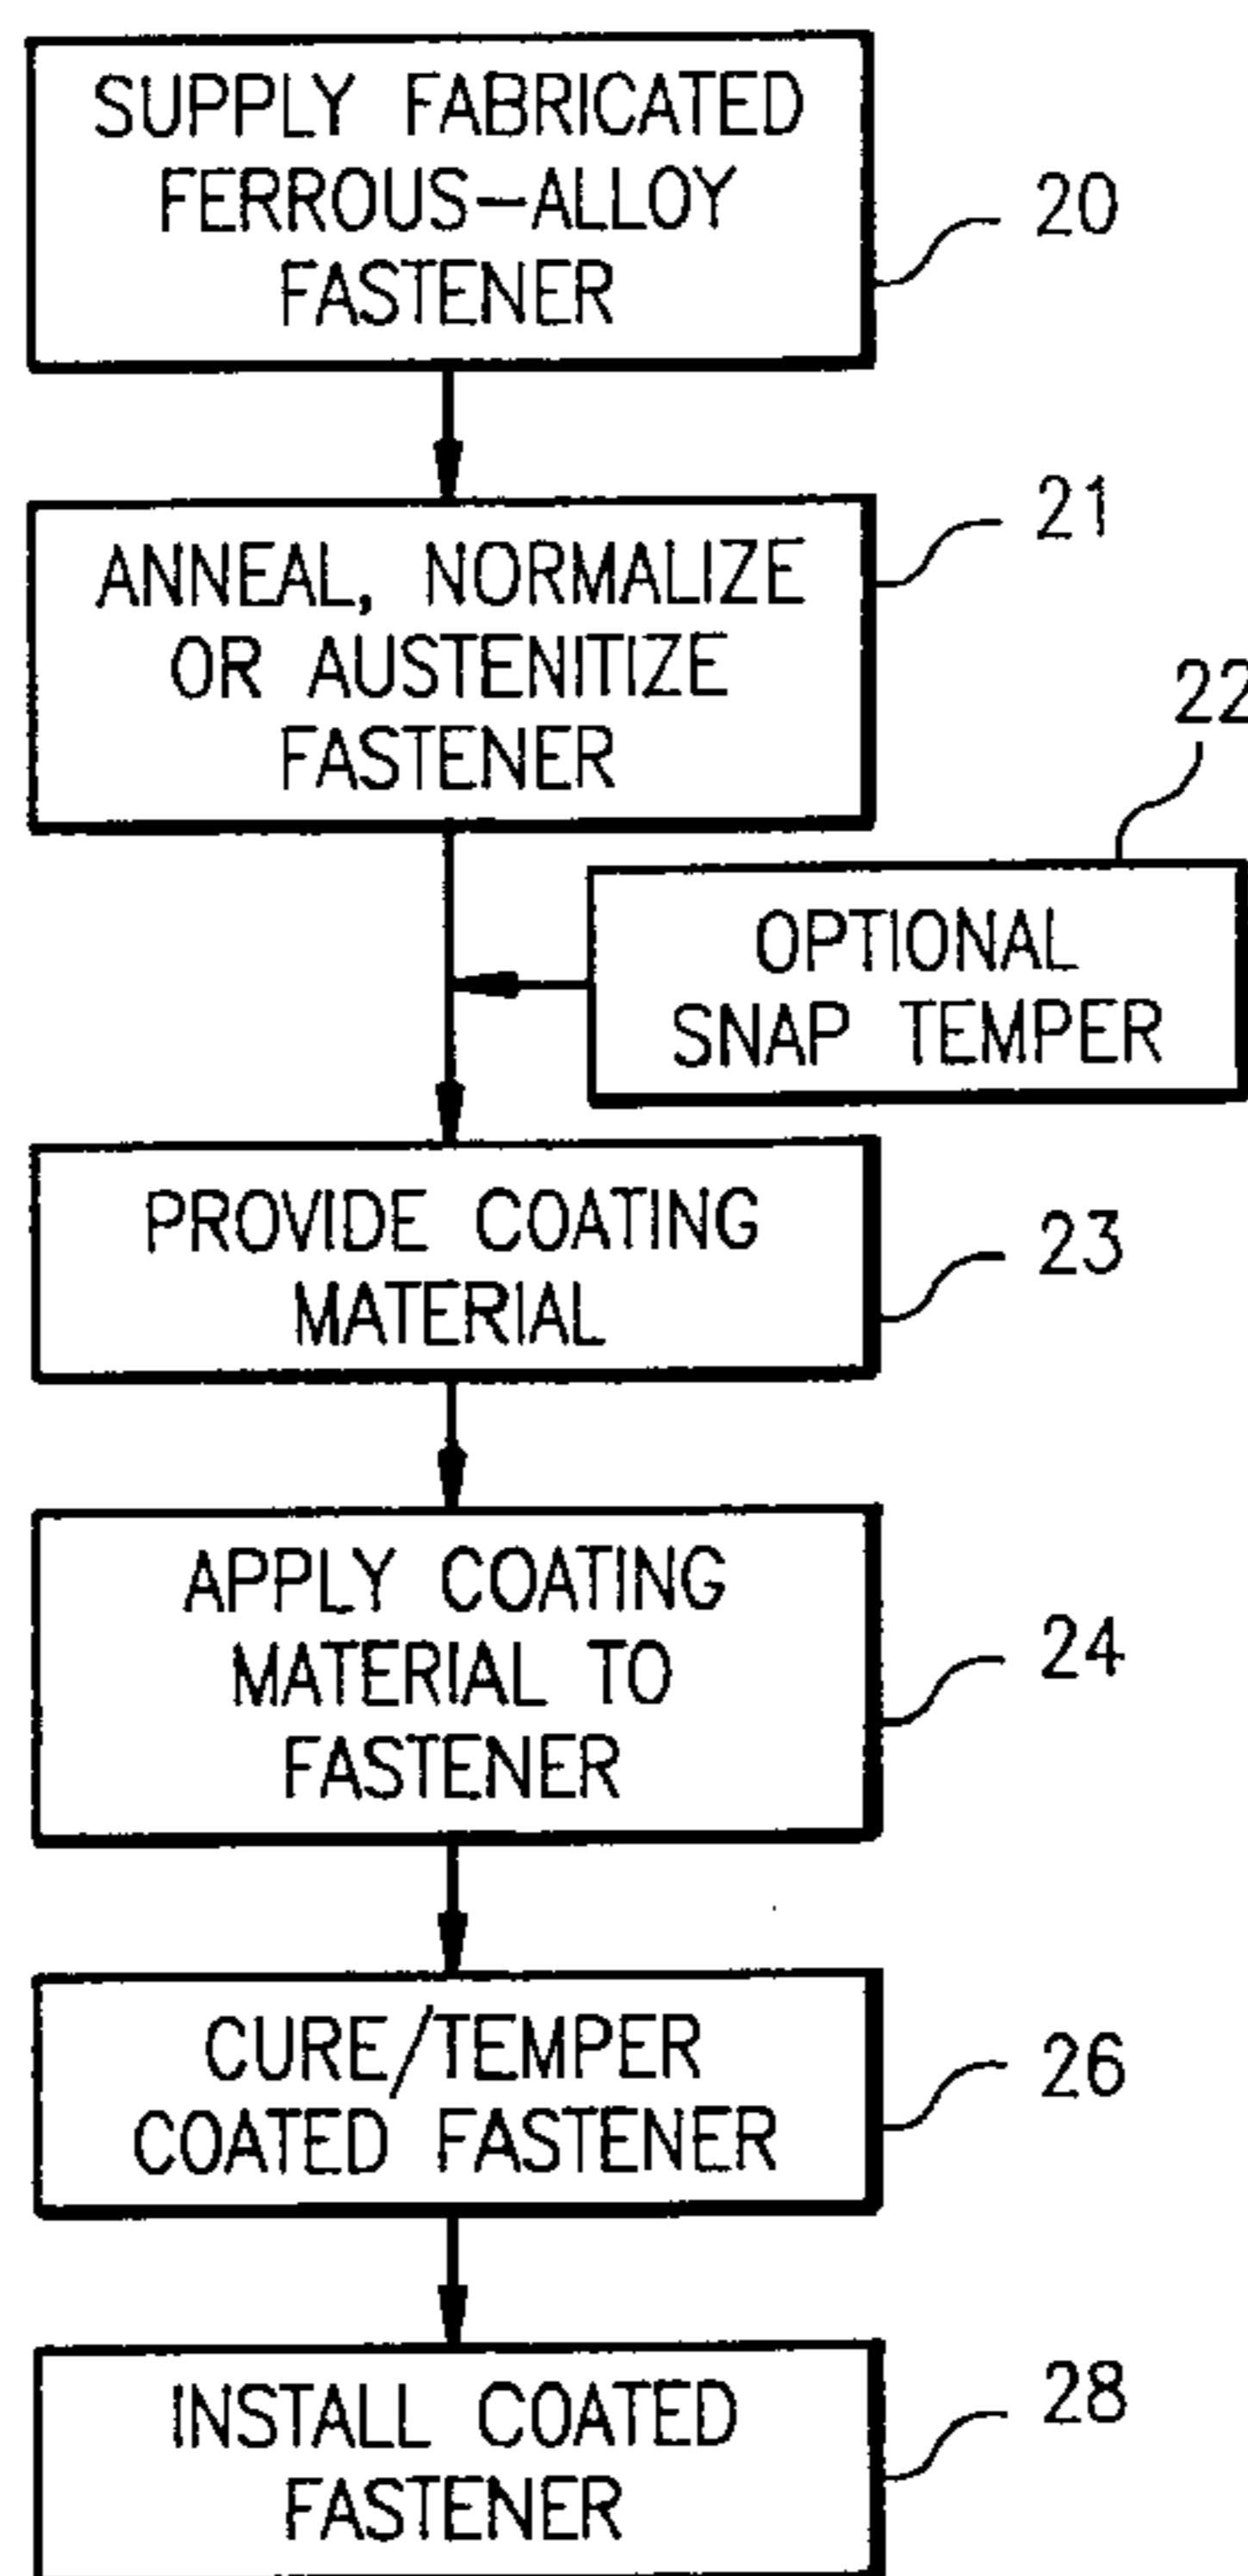 SUPPLY FABRICATED
FERROUS-ALLOY
FASTENER
20
ANNEAL, NORMALIZE
OR AUSTENITIZE
FASTENER
21
22
OPTIONAL
SNAP TEMPER
PROVIDE COATING
MATERIAL
23
APPLY COATING
MATERIAL TO
FASTENER
24
CURE/TEMPER
COATED FASTENER
26
INSTALL COATED
FASTENER
28